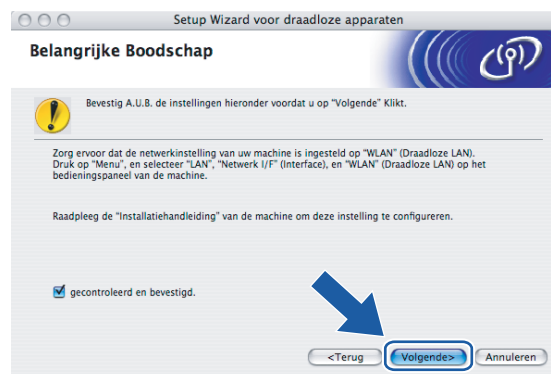 Setup Wizard voor draadloze apparaten
Belangrijke Boodschap
Bevestig A.U.B. de instellingen hieronder voordat u op "Volgende" Klikt.
Zorg ervoor dat de netwerkinstelling van uw machine is ingesteld op "WLAN" (Draadloze LAN).
Druk op "Menu", en selecteer "LAN", "Netwerk I/F" (Interface), en "WLAN" (Draadloze LAN) op het
bedieningspaneel van de machine.
Raadpleeg de "Installatiehandleiding" van de machine om deze instelling te configureren.
gecontroleerd en bevestigd.
<Terug Volgende> Annuleren